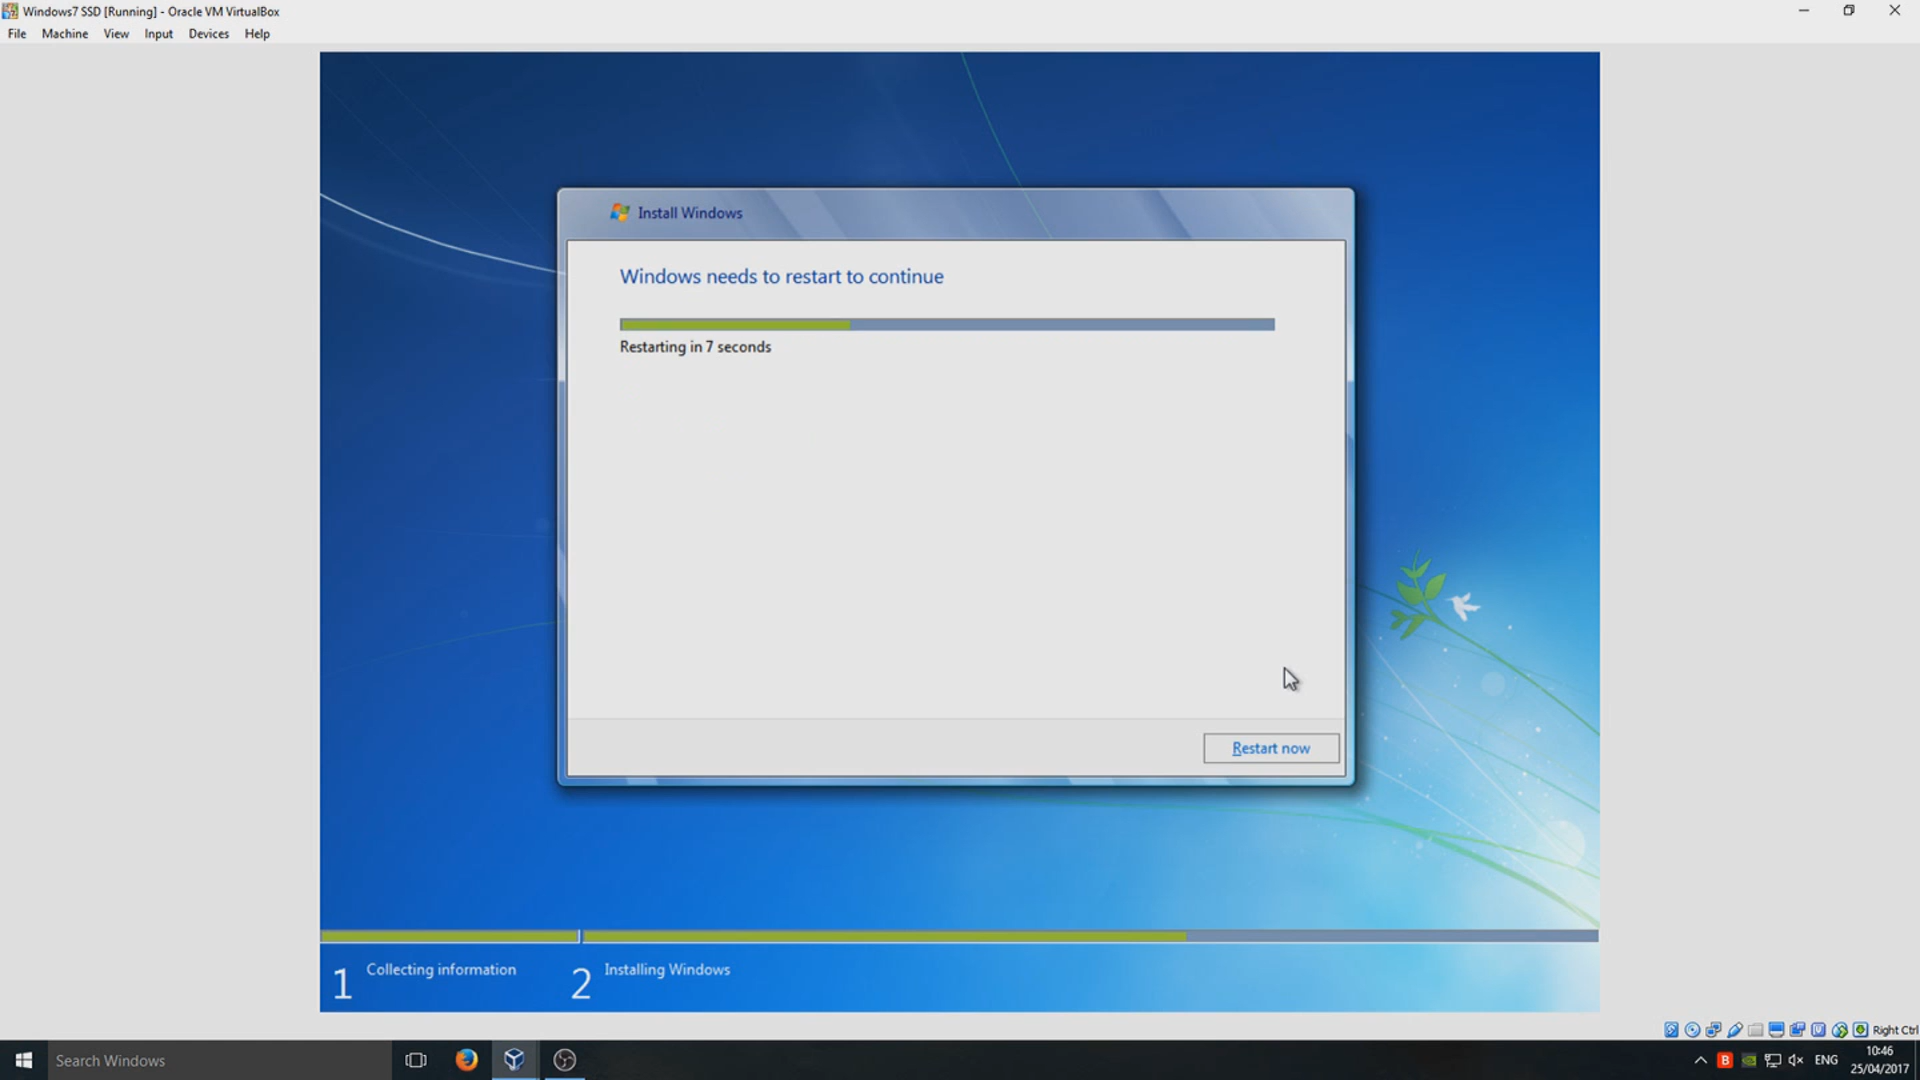 Windows7 SSD [Running] - Oracle VM VirtualBox
File Machine View Input Devices Help
Install Windows
Windows needs to restart to continue
Restarting in 7 seconds
Restart now
1 Collecting information 2 Installing Windows
Right Ctrl
Search Windows
ENG
10:46
25/04/2017